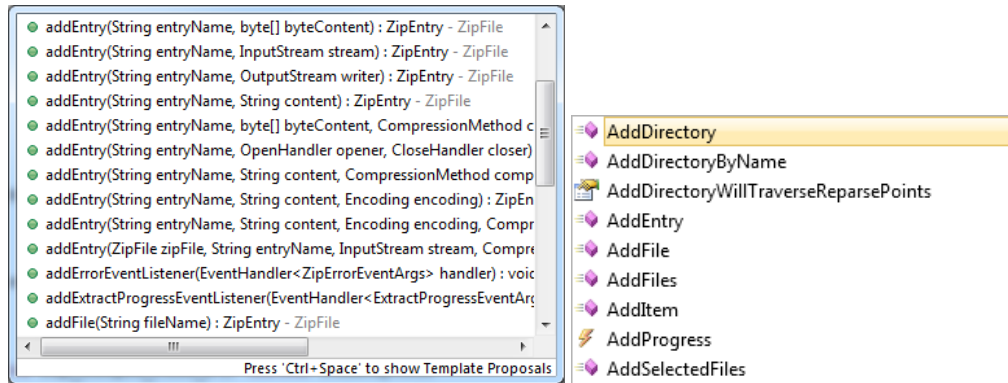 addEntry(String entryName, byte[] byteContent) : ZipEntry - ZipFile
addEntry(String entryName, InputStream stream) : ZipEntry - ZipFile
addEntry(String entryName, OutputStream writer) : ZipEntry - ZipFile
addEntry(String entryName, String content) : ZipEntry - ZipFile
addEntry(String entryName, byte[] byteContent, CompressionMethod c
addEntry(String entryName, OpenHandler opener, CloseHandler closer)
addEntry(String entryName, String content, CompressionMethod comp
addEntry(String entryName, String content, Encoding encoding) : ZipEn
addEntry(String entryName, String content, Encoding encoding, Compr
addEntry(ZipFile zipFile, String entryName, InputStream stream, Compre
addErrorEventListener(EventHandler<ZipErrorEventArgs> handler) : void
addExtractProgressEventListener(EventHandler<ExtractProgressEventArg
addFile(String fileName) : ZipEntry - ZipFile
Press 'Ctrl+Space' to show Template Proposals
AddDirectory
AddDirectoryByName
AddDirectoryWillTraverseReparsePoints
AddEntry
AddFile
AddFiles
AddItem
AddProgress
AddSelectedFiles